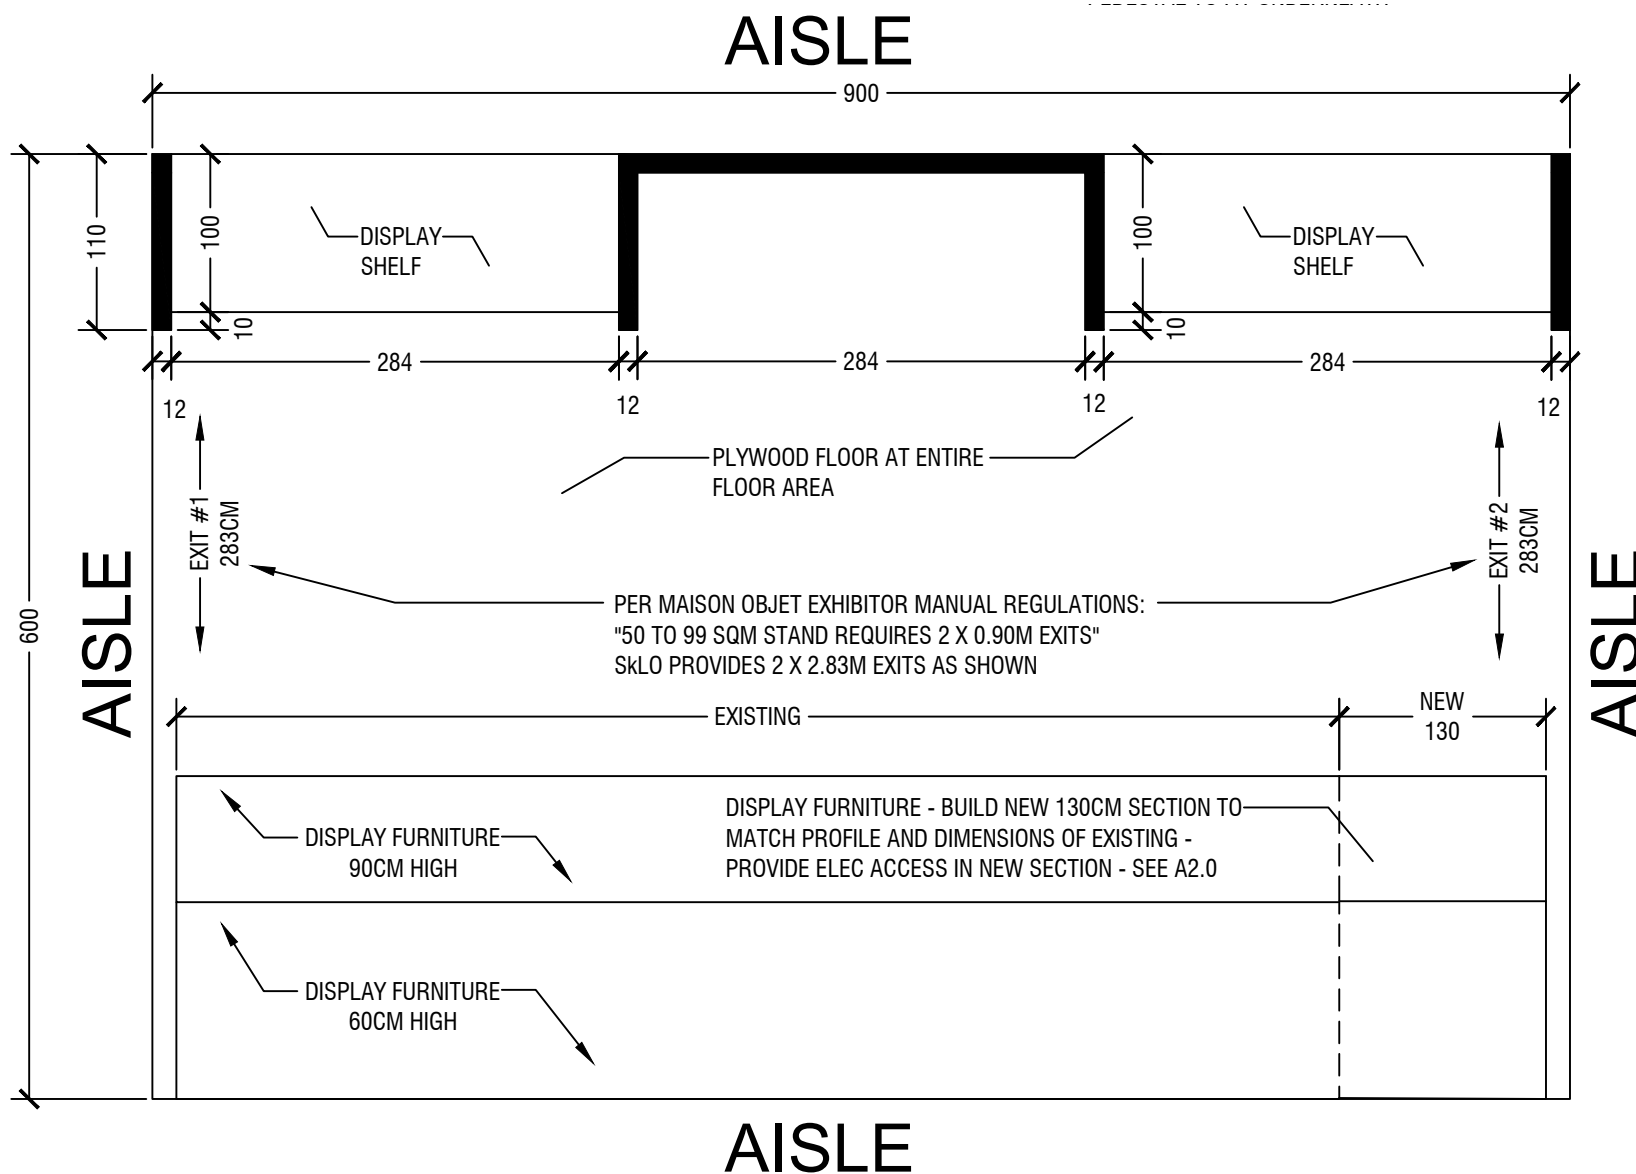 AISLE
900
600
110
100
10
DISPLAY
SHELF
100
10
DISPLAY
SHELF
284
284
284
12
12
12
12
PLYWOOD FLOOR AT ENTIRE
FLOOR AREA
EXIT #1
283CM
EXIT #2
283CM
AISLE
AISLE
PER MAISON OBJET EXHIBITOR MANUAL REGULATIONS:
"50 TO 99 SQM STAND REQUIRES 2 X 0.90M EXITS"
SkLO PROVIDES 2 X 2.83M EXITS AS SHOWN
EXISTING
NEW
130
DISPLAY FURNITURE
90CM HIGH
DISPLAY FURNITURE - BUILD NEW 130CM SECTION TO
MATCH PROFILE AND DIMENSIONS OF EXISTING -
PROVIDE ELEC ACCESS IN NEW SECTION - SEE A2.0
DISPLAY FURNITURE
60CM HIGH
AISLE